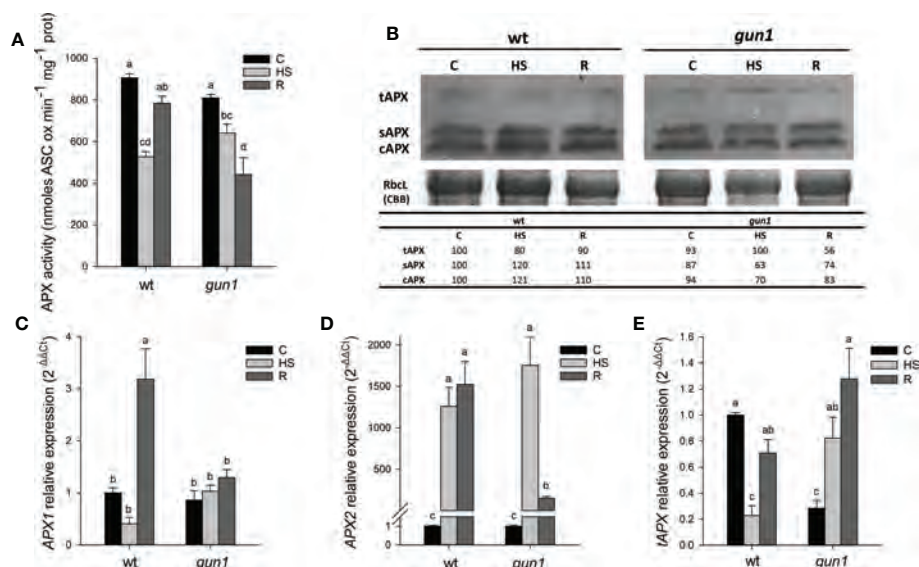 A
APX activity (nmoles ASC ox min⁻¹ mg⁻¹ prot)
1000
800
600
400
200
0
a
cd
ab
a
bc
d
C
HS
R
wt
gun1
B
wt
gun1
C HS R C HS R
tAPX
sAPX
cAPX
RbcL
(CBB)
wt gun1
C HS R C HS R
tAPX 100 80 90 93 100 56
sAPX 100 120 111 87 63 74
cAPX 100 121 110 94 70 83
C
APX1 relative expression (2^-ΔΔCt)
4
3
2
1
0
b
b
a
b
b
b
C
HS
R
wt
gun1
D
APX2 relative expression (2^-ΔΔCt)
2000
1500
1000
500
1
0
c
a
a
c
a
b
C
HS
R
wt
gun1
E
tAPX relative expression (2^-ΔΔCt)
1.6
1.4
1.2
1.0
0.8
0.6
0.4
0.2
0.0
a
c
ab
c
ab
a
C
HS
R
wt
gun1